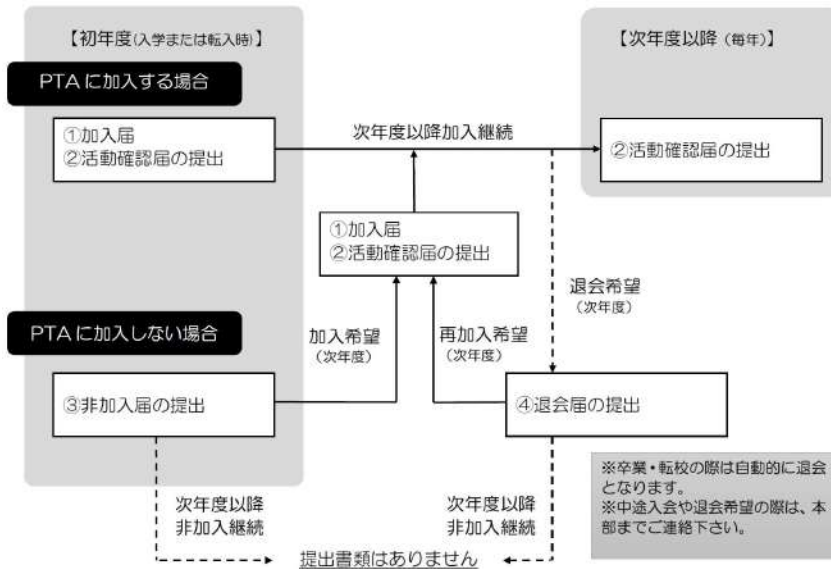 【初年度(入学または転入時)】
【次年度以降（毎年）】
PTAに加入する場合
①加入届
②活動確認届の提出
次年度以降加入継続
②活動確認届の提出
①加入届
②活動確認届の提出
退会希望
(次年度)
PTAに加入しない場合
加入希望
(次年度)
再加入希望
(次年度)
③非加入届の提出
④退会届の提出
※卒業・転校の際は自動的に退会
となります。
※中途入会や退会希望の際は、本
部までご連絡下さい。
次年度以降
非加入継続
次年度以降
非加入継続
提出書類はありません